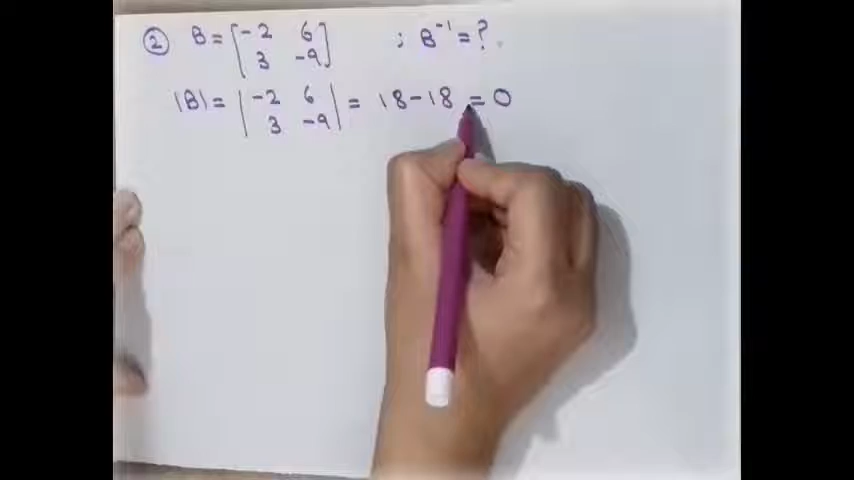 ② B = [-2 6 3 -9] ; B⁻¹ = ?
|B| = |-2 6 3 -9| = 18-18 = 0